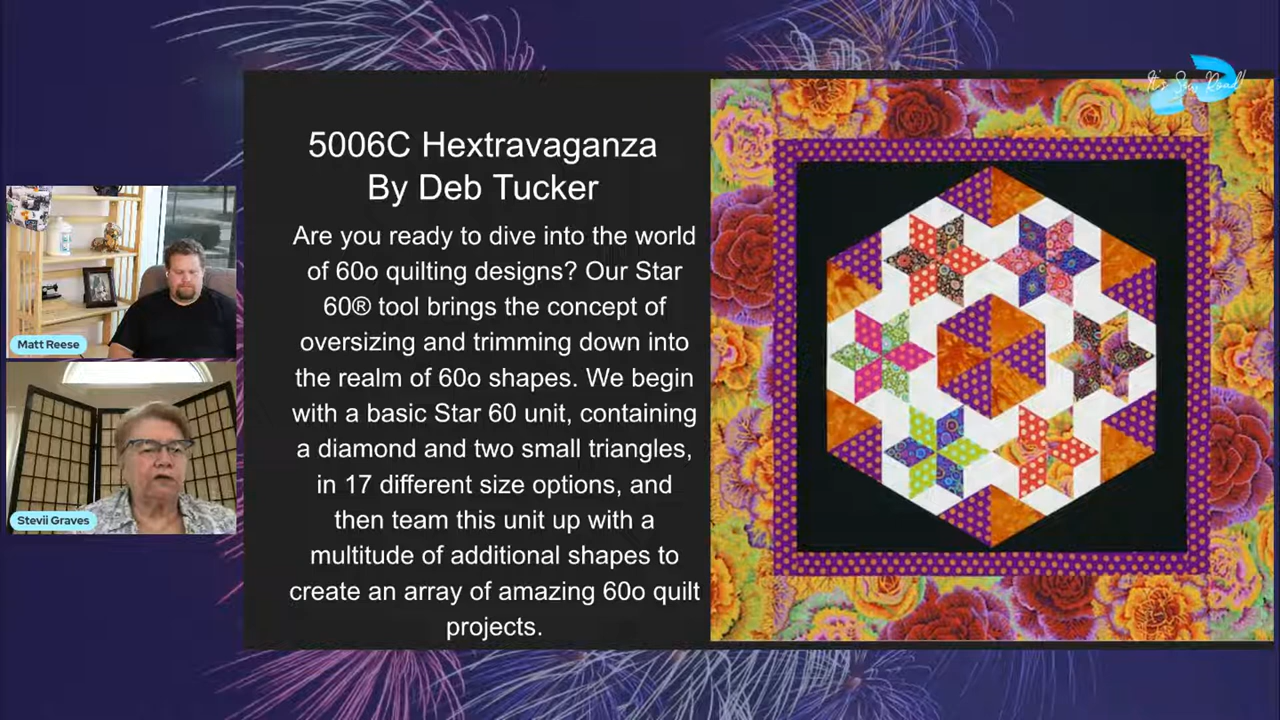 It's Sew Road!
5006C Hextravaganza
By Deb Tucker
Are you ready to dive into the world
of 60o quilting designs? Our Star
60® tool brings the concept of
oversizing and trimming down into
the realm of 60o shapes. We begin
with a basic Star 60 unit, containing
a diamond and two small triangles,
in 17 different size options, and
then team this unit up with a
multitude of additional shapes to
create an array of amazing 60o quilt
projects.
Matt Reese
Stevii Graves